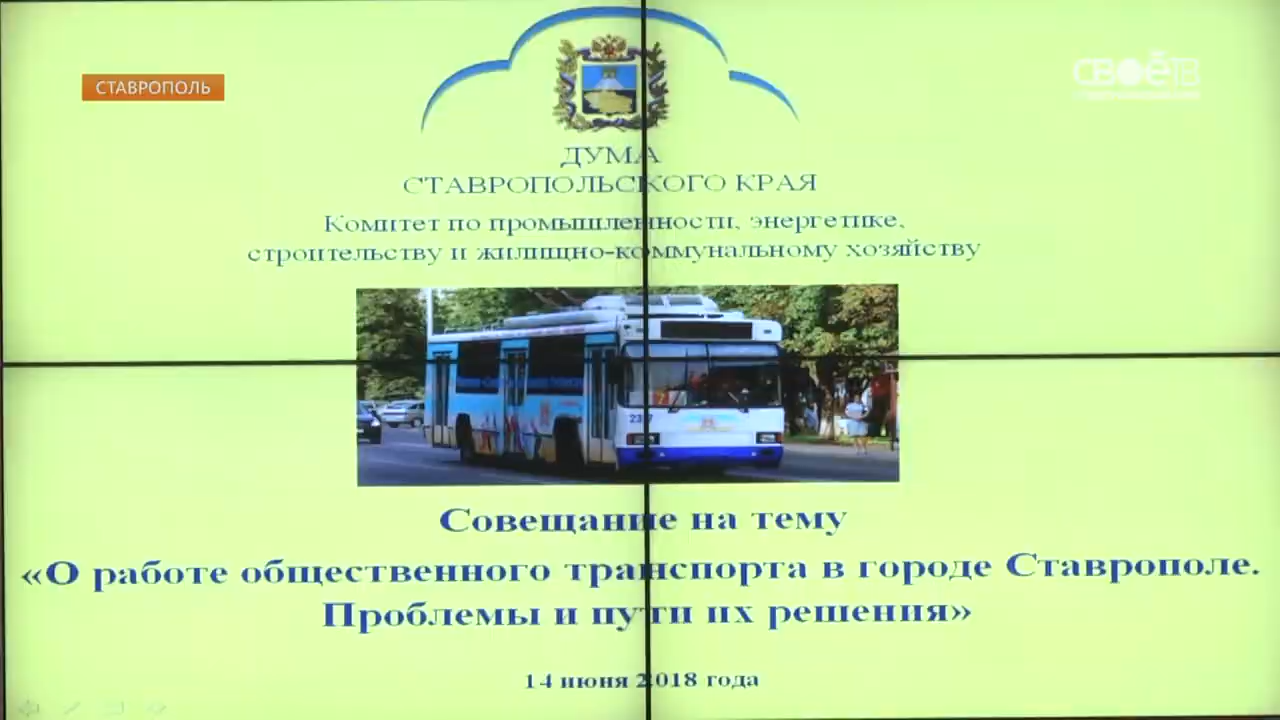 СТАВРОПОЛЬ
СВОЁТВ
ДУМА
СТАВРОПОЛЬСКОГО КРАЯ
Комитет по промышленности, энергетике,
строительству и жилищно-коммунальному хозяйству
Совещание на тему
«О работе общественного транспорта в городе Ставрополе.
Проблемы и пути их решения»
14 июня 2018 года